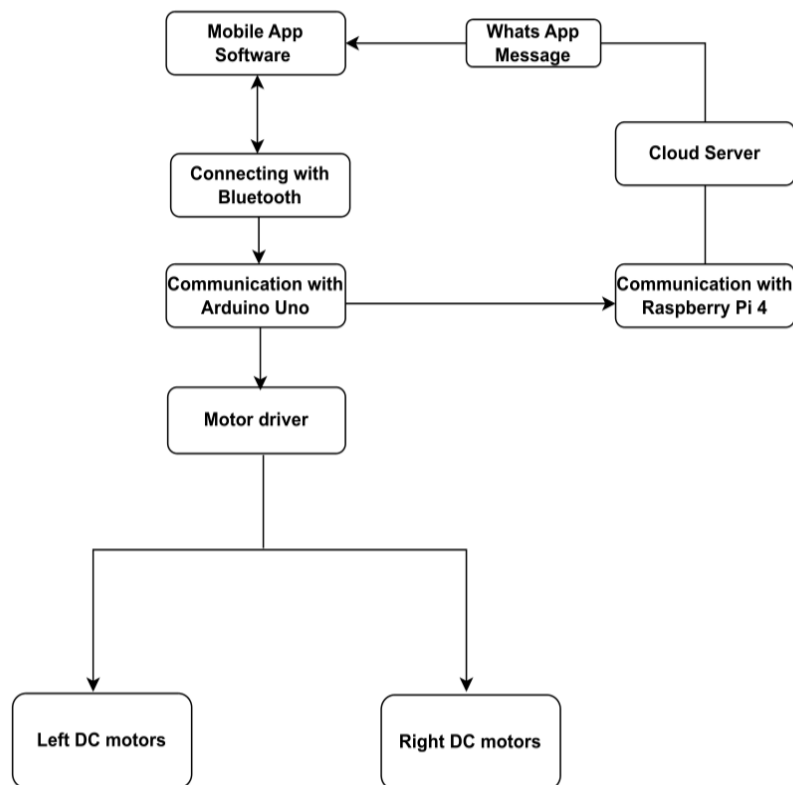 Mobile App
Software
Whats App
Message
Cloud Server
Connecting with
Bluetooth
Communication with
Arduino Uno
Communication with
Raspberry Pi 4
Motor driver
Left DC motors
Right DC motors